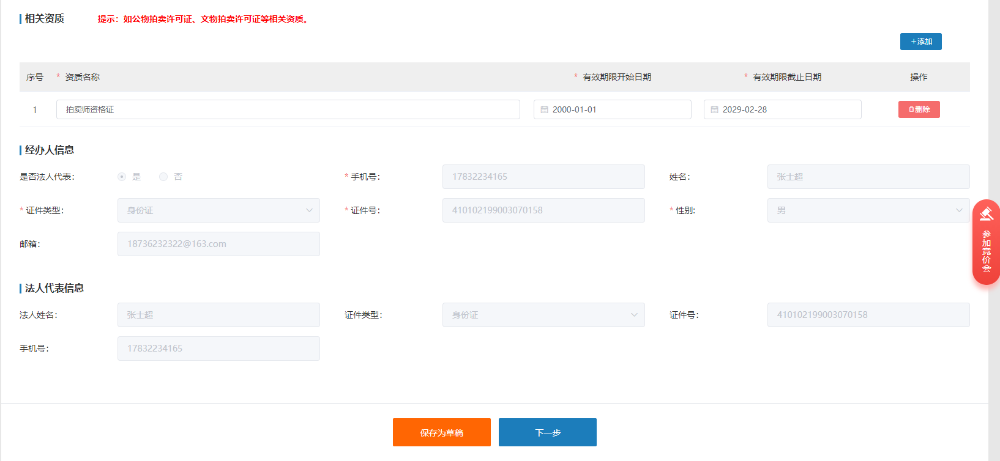 相关资质 提示：如公物拍卖许可证、文物拍卖许可证等相关资质。
+添加
序号 * 资质名称 * 有效期限开始日期 * 有效期限截止日期 操作
1 拍卖师资格证 2000-01-01 2029-02-28 删除
经办人信息
是否法人代表： 是 否 * 手机号： 17832234165 姓名： 张士超
* 证件类型： 身份证 * 证件号： 410102199003070158 * 性别: 男
邮箱： 18736232322@163.com
参加竞价会
法人代表信息
法人姓名： 张士超 证件类型： 身份证 证件号： 410102199003070158
手机号： 17832234165
保存为草稿 下一步